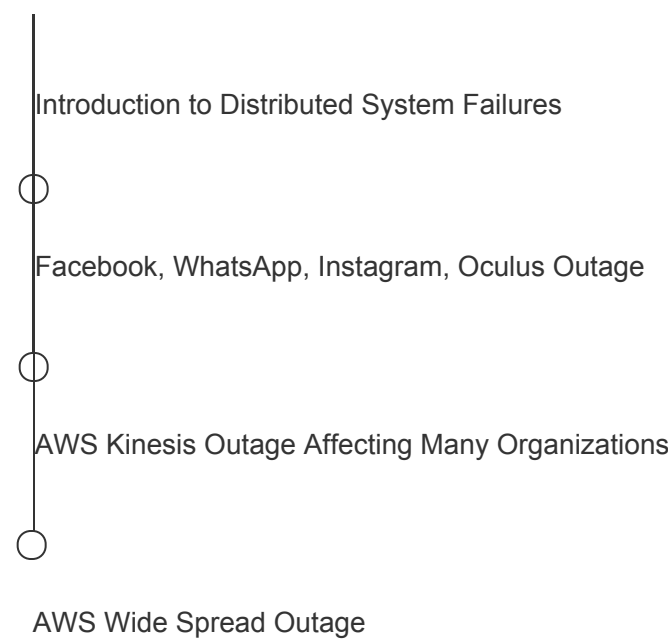 Introduction to Distributed System Failures
Facebook, WhatsApp, Instagram, Oculus Outage
AWS Kinesis Outage Affecting Many Organizations
AWS Wide Spread Outage